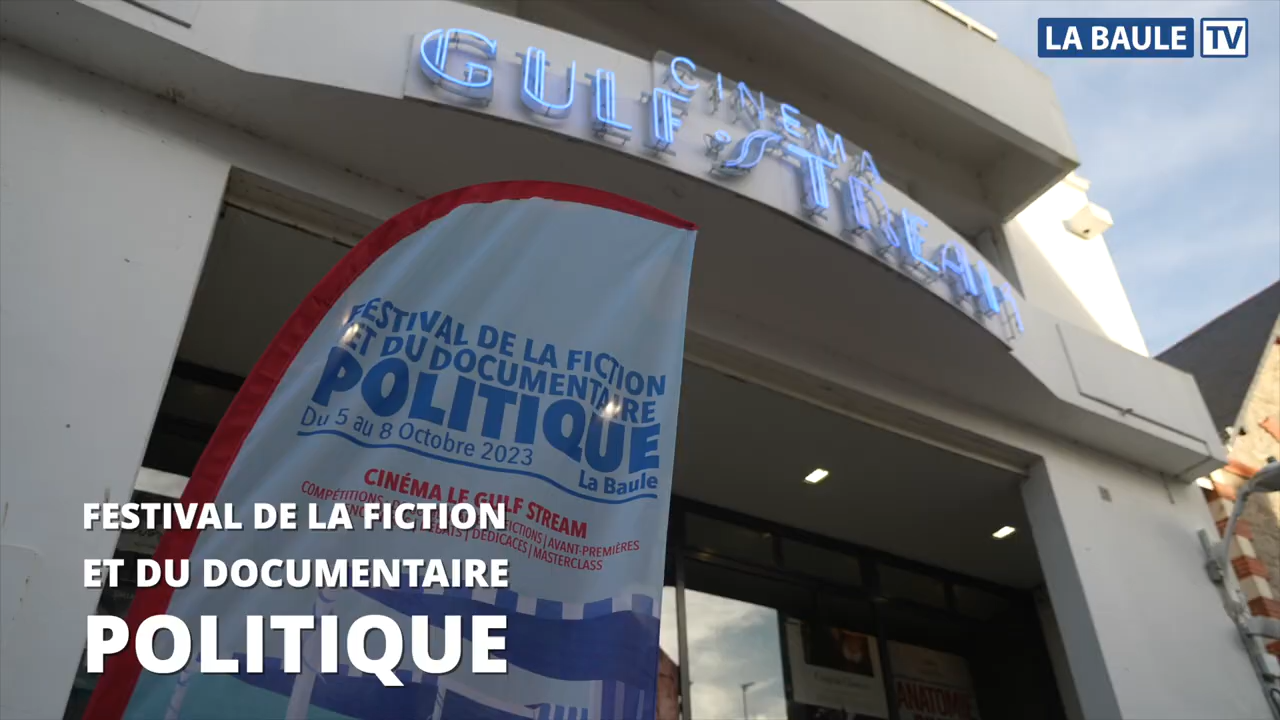 LA BAULE TV
CINEMA
GULF STREAM
FESTIVAL DE LA FICTION
ET DU DOCUMENTAIRE
POLITIQUE
Du 5 au 8 Octobre 2023
La Baule
CINÉMA LE GULF STREAM
FICTIONS | AVANT-PREMIÈRES
DÉBATS | DÉDICACES | MASTERCLASS
FESTIVAL DE LA FICTION
ET DU DOCUMENTAIRE
POLITIQUE
ANATOMIE